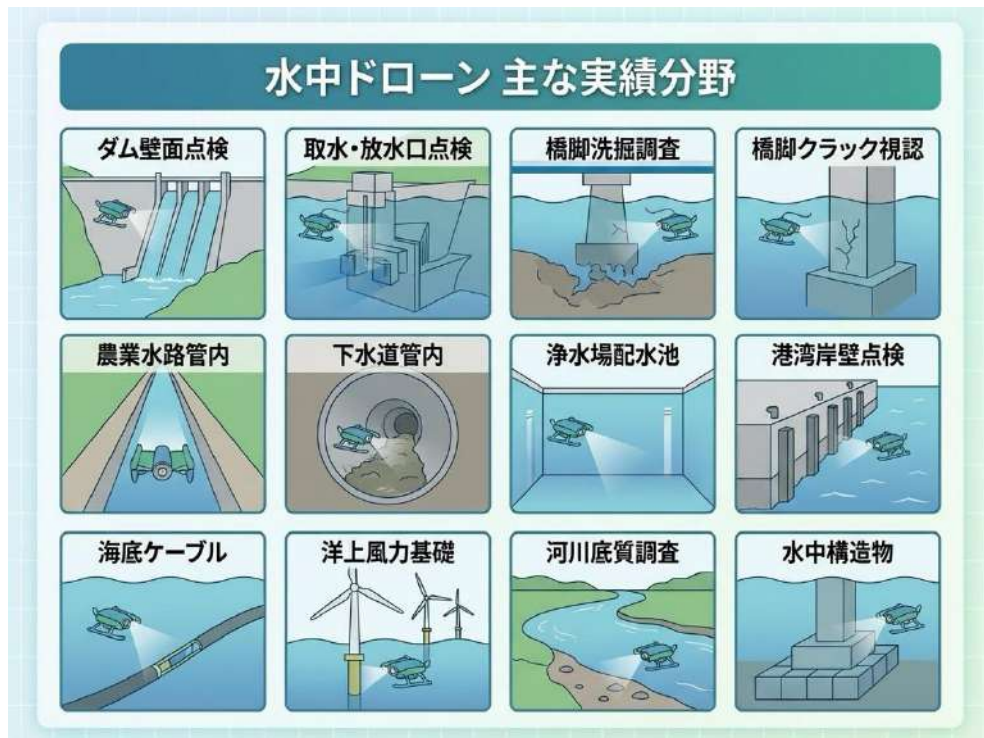 水中ドローン 主な実績分野
ダム壁面点検
取水・放水口点検
橋脚洗掘調査
橋脚クラック視認
農業水路管内
下水道管内
浄水場配水池
港湾岸壁点検
海底ケーブル
洋上風力基礎
河川底質調査
水中構造物